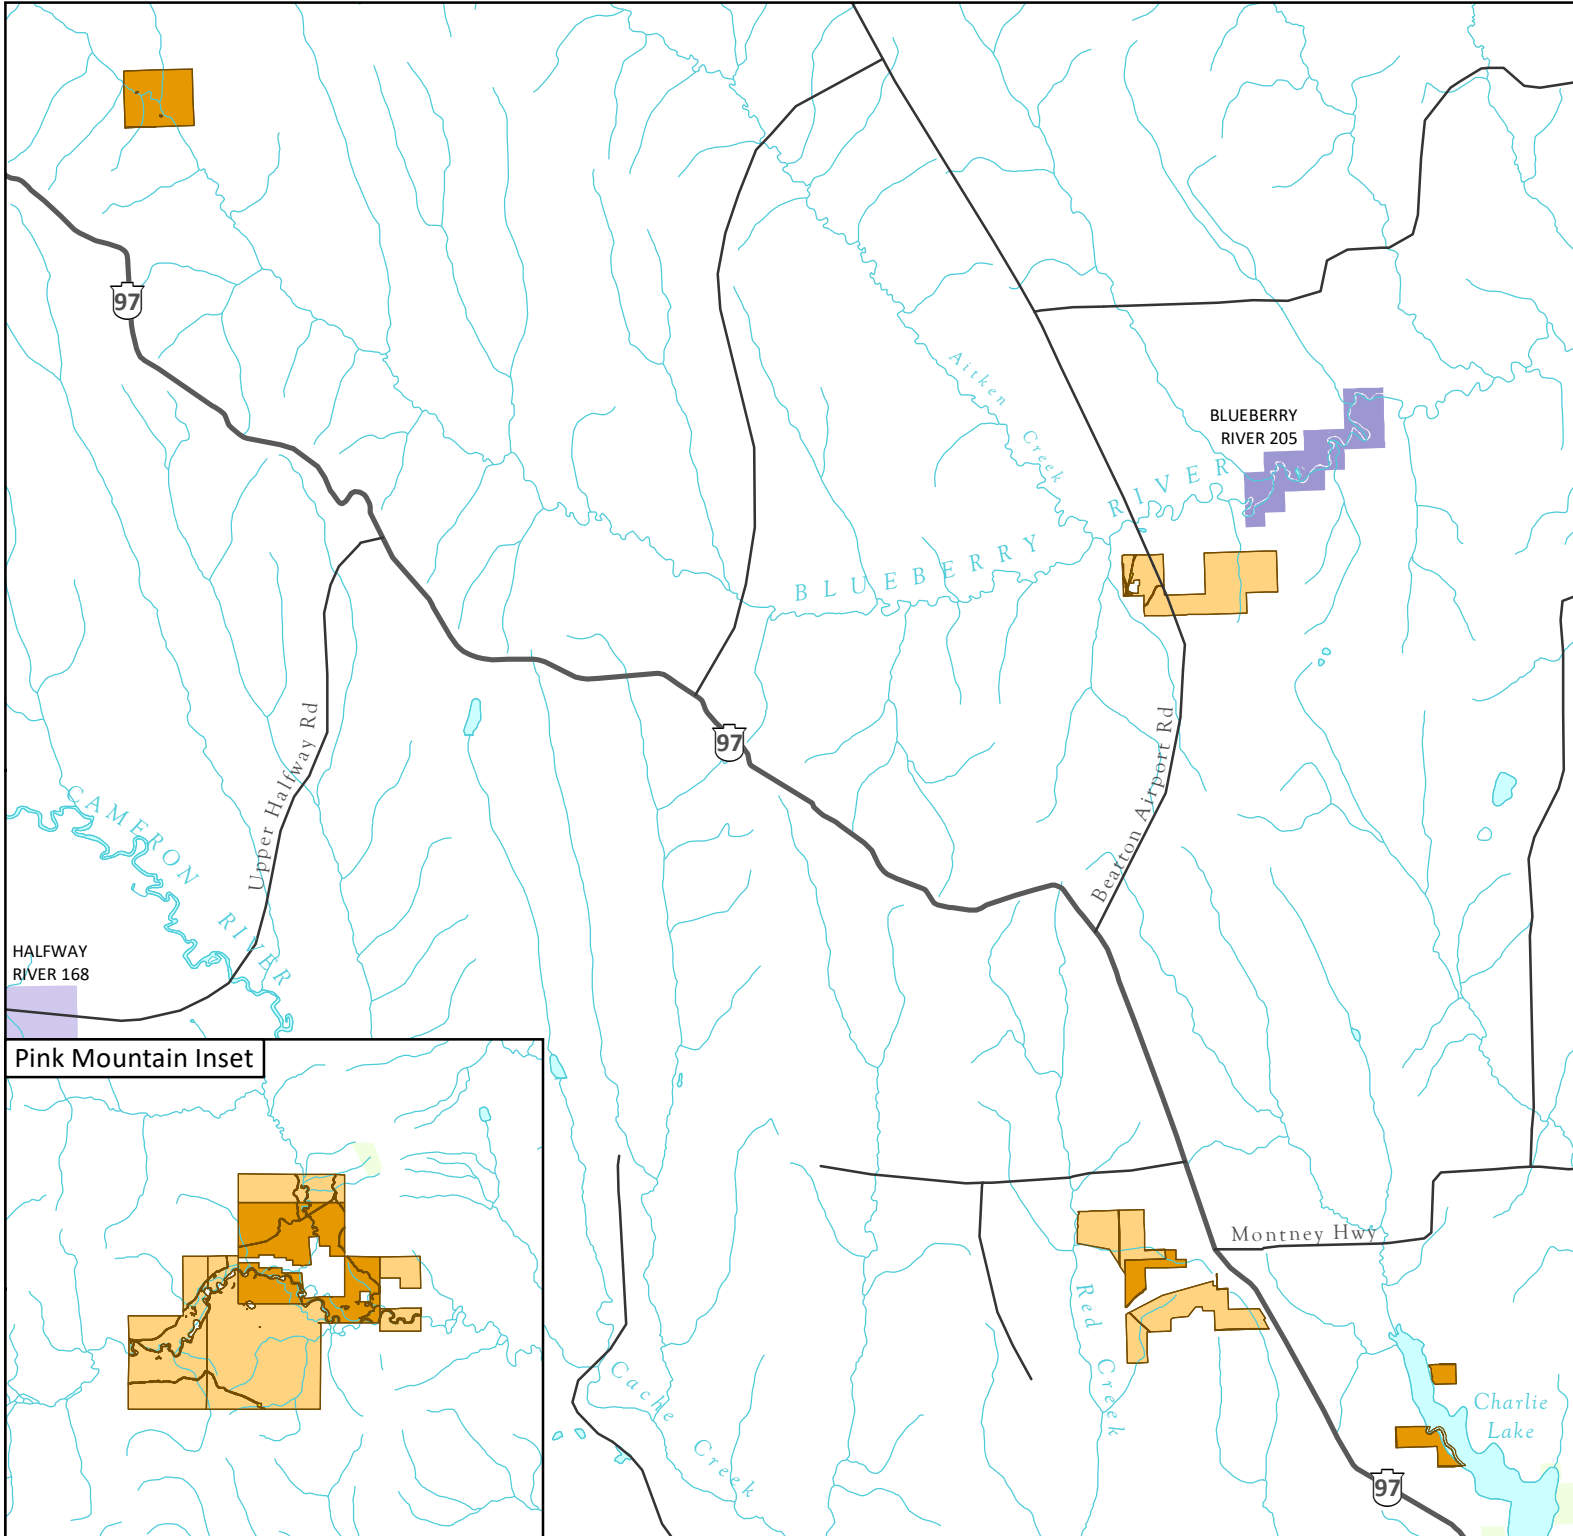 97
Aitken
Creek
BLUEBERRY
RIVER 205
BLUEBERRY RIVER
97
Upper Halfway Rd
Beatton Airport Rd
CAMERON
RIVER
HALFWAY
RIVER 168
Pink Mountain Inset
Montney Hwy
Red Creek
Cache
Creek
Charlie
Lake
97